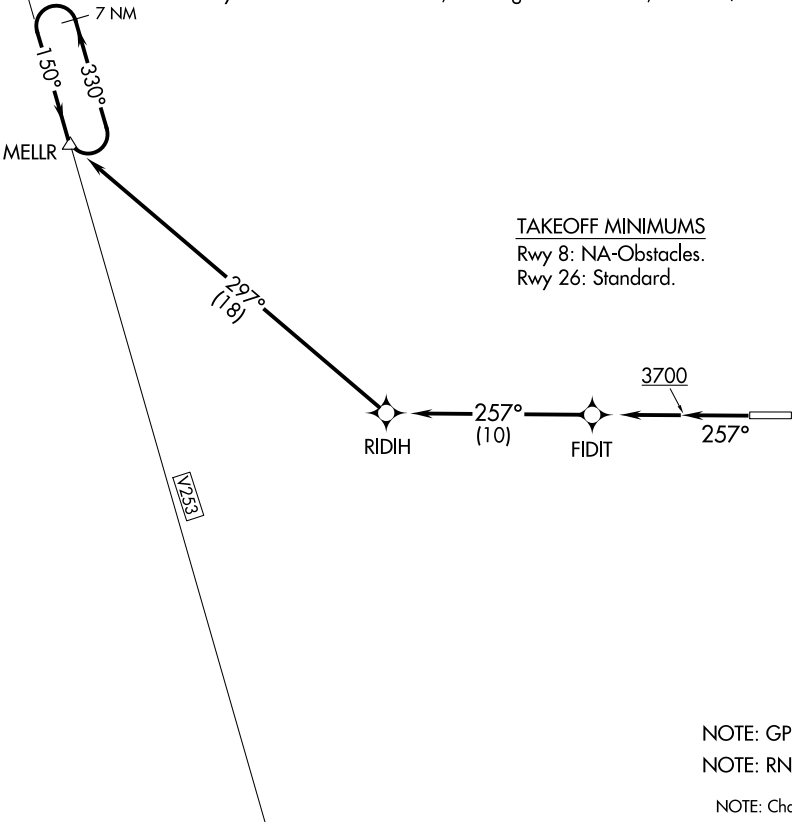 7 NM
150°
330°
MELLR
TAKEOFF MINIMUMS
Rwy 8: NA-Obstacles.
Rwy 26: Standard.
297°
(18)
3700
257°
(10)
257°
RIDIH
FIDIT
V253
NOTE: GP
NOTE: RN
NOTE: Cha